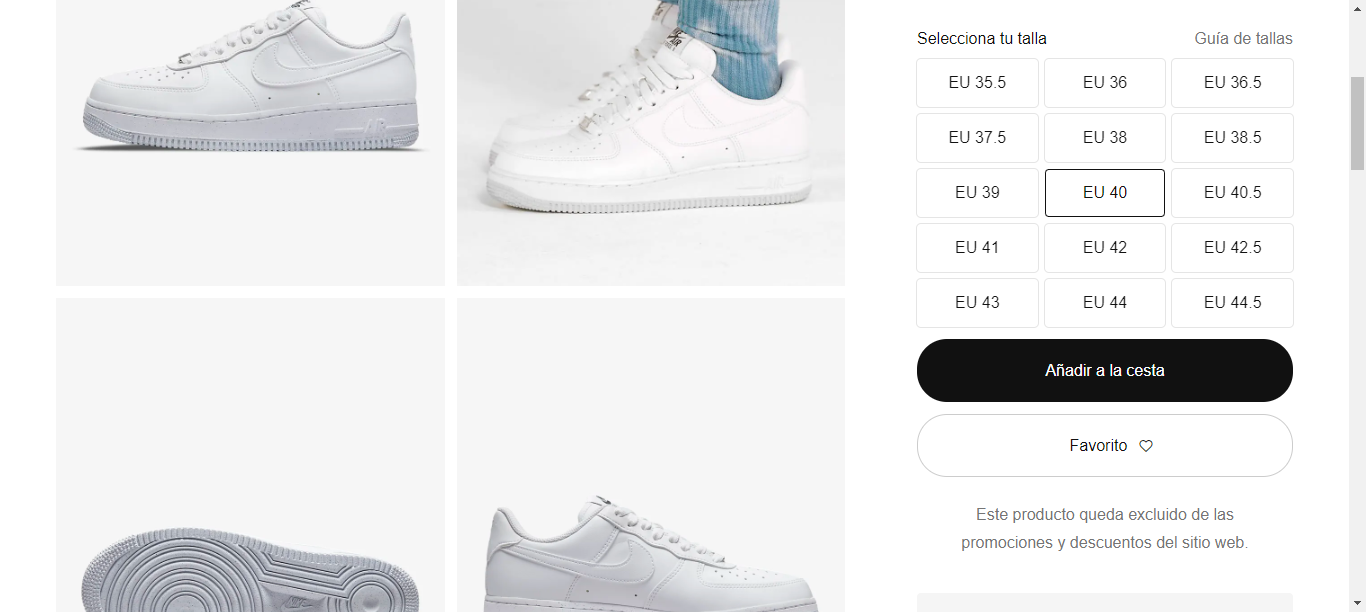 Selecciona tu talla
Guía de tallas
EU 35.5
EU 36
EU 36.5
EU 37.5
EU 38
EU 38.5
EU 39
EU 40
EU 40.5
EU 41
EU 42
EU 42.5
EU 43
EU 44
EU 44.5
Añadir a la cesta
Favorito
Este producto queda excluido de las
promociones y descuentos del sitio web.